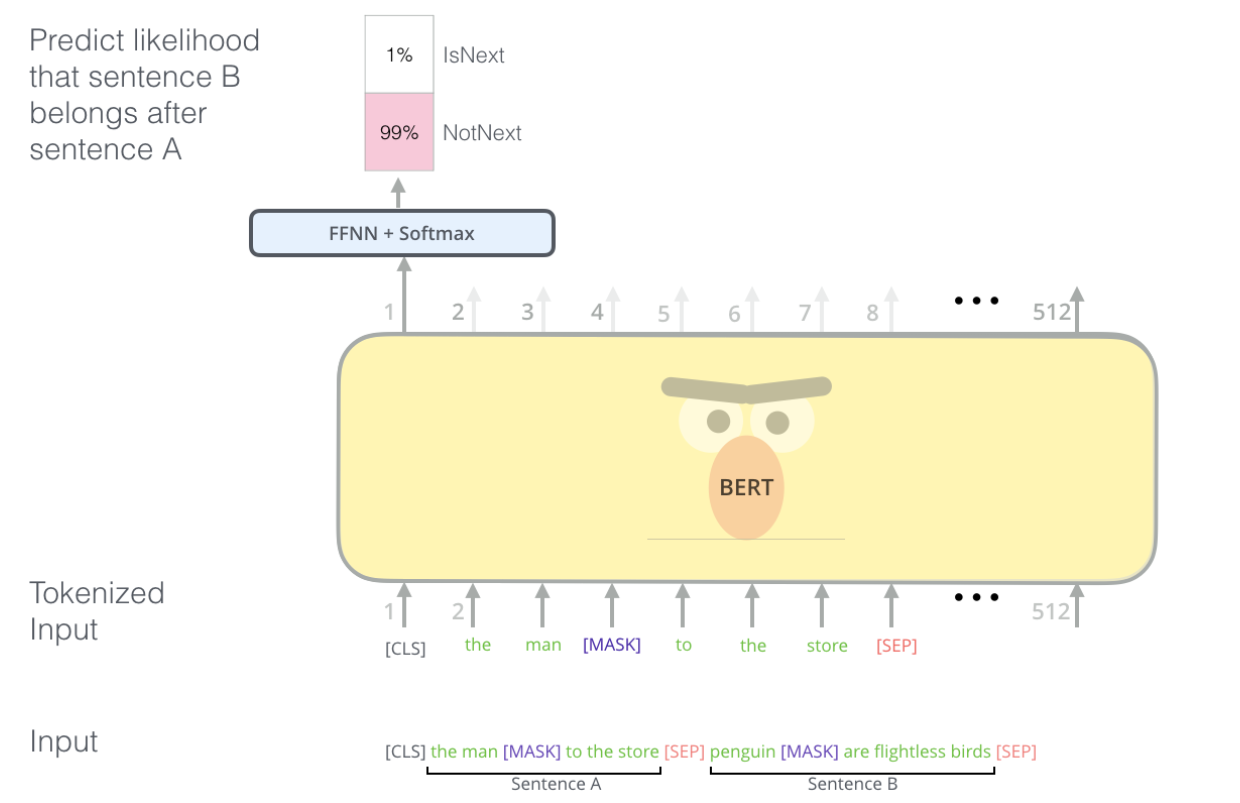 Predict likelihood
that sentence B
belongs after
sentence A
1% IsNext
99% NotNext
FFNN + Softmax
1 2 3 4 5 6 7 8 ••• 512
BERT
Tokenized
Input
1 2 ••• 512
[CLS] the man [MASK] to the store [SEP]
Input
[CLS] the man [MASK] to the store [SEP] penguin [MASK] are flightless birds [SEP]
Sentence A Sentence B